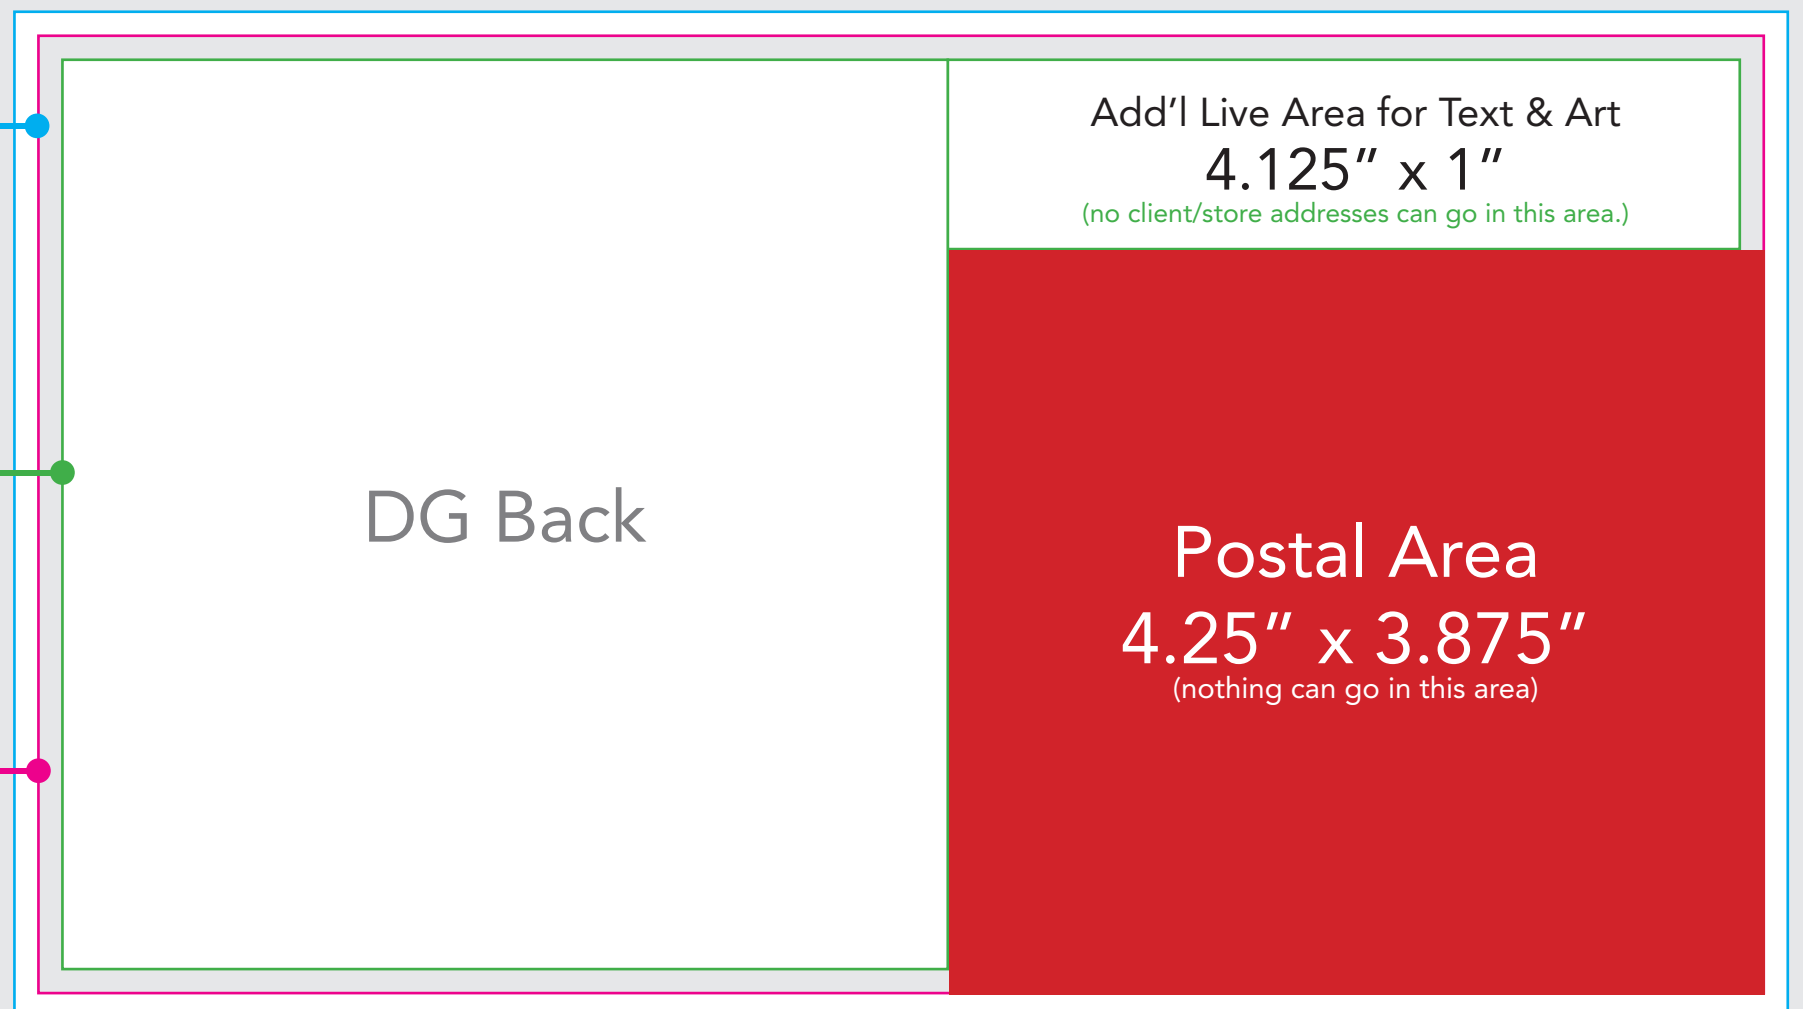 Add’l Live Area for Text & Art
4.125” x 1”
(no client/store addresses can go in this area.)
DG Back
Postal Area
4.25” x 3.875”
(nothing can go in this area)